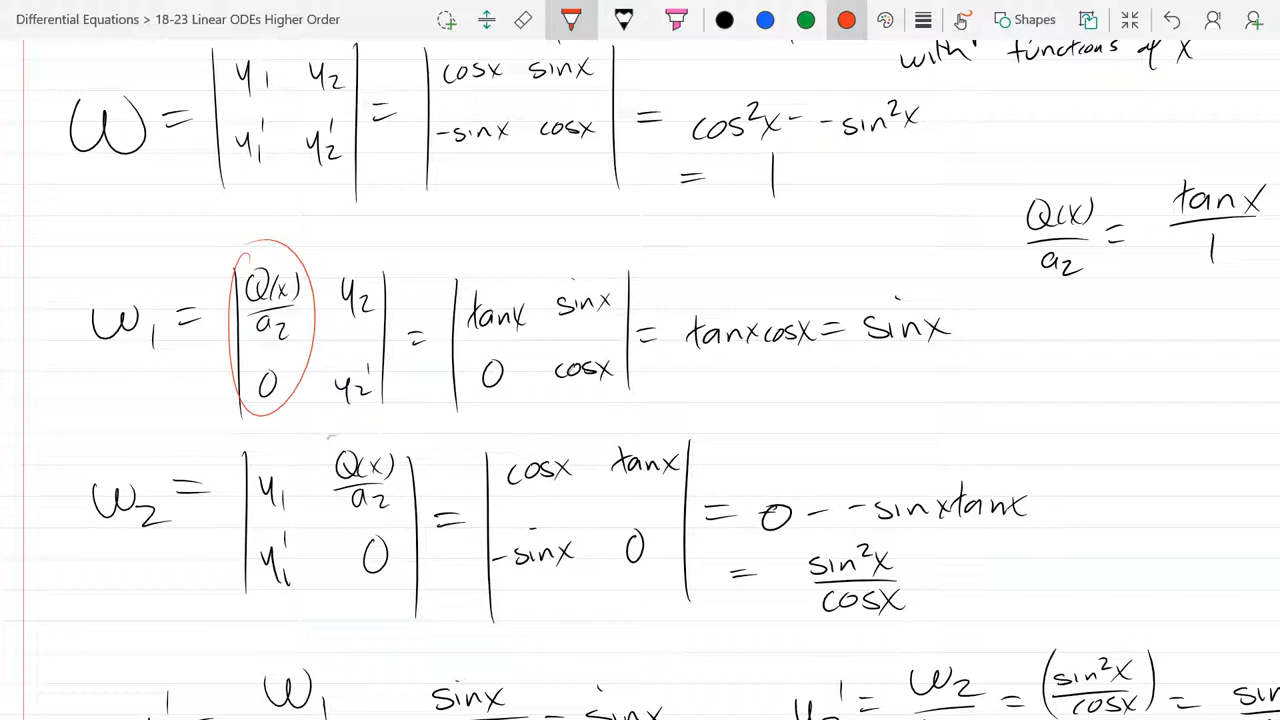 Differential Equations > 18-23 Linear ODEs Higher Order
Shapes
with functions of x
W = | y1 y2 | = | cosx sinx | = cos²x - -sin²x
| y1' y2' | | -sinx cosx |
= 1
Q(x)/a2 = tanx/1
W1 = | Q(x)/a2 y2 | = | tanx sinx | = tanxcosx = sinx
| 0 y2' | | 0 cosx |
W2 = | y1 Q(x)/a2 | = | cosx tanx | = 0 - -sinxtanx
| y1' 0 | | -sinx 0 |
= sin²x/cosx
W1 sinx = sinx
' = W2 = (sin²x/cosx) =